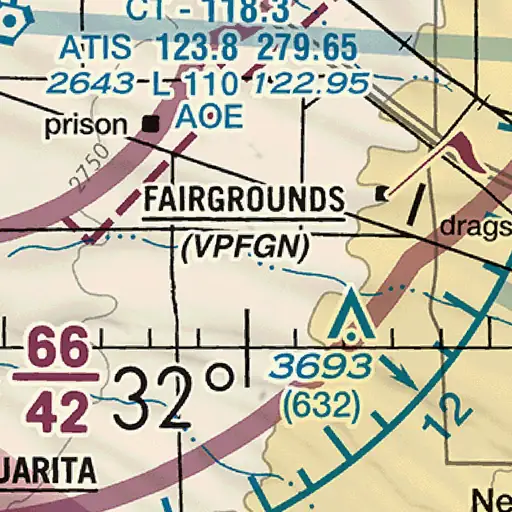 CT - 118.3
ATIS 123.8 279.65
2643 L 110 122.95
prison AOE
2750
FAIRGROUNDS
(VPFGN)
drags
66
42
32°
3693
(632)
12
UARITA
Ne